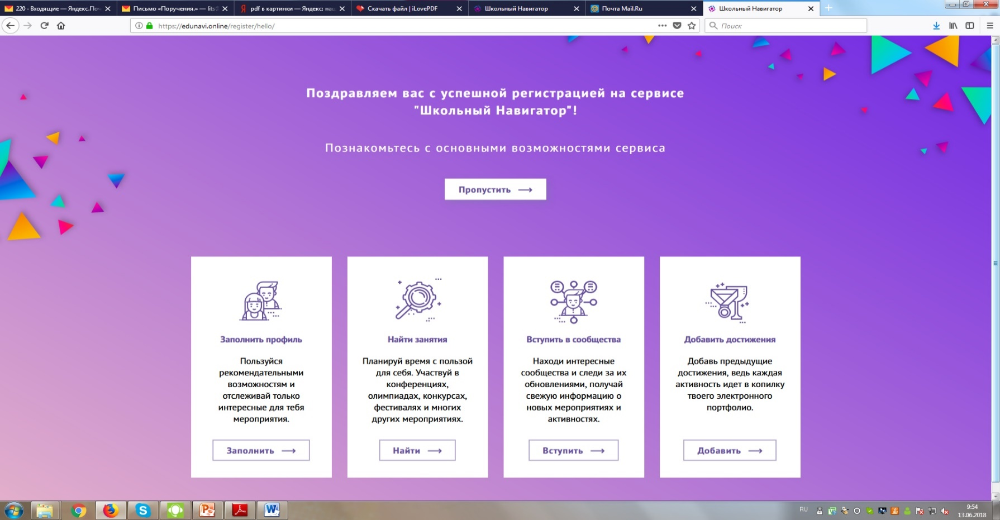 220 · Входящие — Яндекс.Поч
Письмо «Поручения.» — lits@
pdf в картинки — Яндекс: наш
Скачать файл | iLovePDF
Школьный Навигатор
Почта Mail.Ru
Школьный Навигатор
https://edunavi.online/register/hello/
Поиск
Поздравляем вас с успешной регистрацией на сервисе
"Школьный Навигатор"!
Познакомьтесь с основными возможностями сервиса
Пропустить
Заполнить профиль
Пользуйся
рекомендательными
возможностям и
отслеживай только
интересные для тебя
мероприятия.
Заполнить
Найти занятия
Планируй время с пользой
для себя. Участвуй в
конференциях,
олимпиадах, конкурсах,
фестивалях и многих
других мероприятиях.
Найти
Вступить в сообщества
Находи интересные
сообщества и следи за их
обновлениями, получай
свежую информацию о
новых мероприятиях и
активностях.
Вступить
Добавить достижения
Добавь предыдущие
достижения, ведь каждая
активность идет в копилку
твоего электронного
портфолио.
Добавить
RU
9:54
13.06.2018